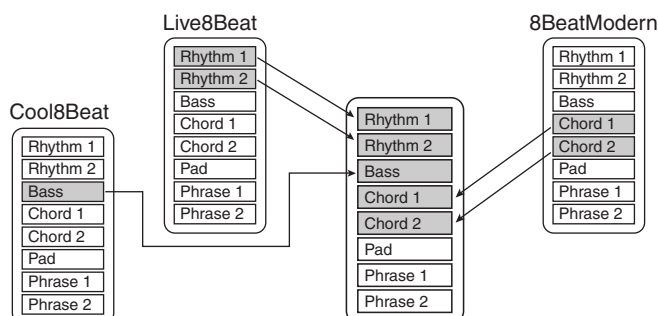 Live8Beat
Rhythm 1
Rhythm 2
Bass
Chord 1
Chord 2
Pad
Phrase 1
Phrase 2
8BeatModern
Rhythm 1
Rhythm 2
Bass
Chord 1
Chord 2
Pad
Phrase 1
Phrase 2
Cool8Beat
Rhythm 1
Rhythm 2
Bass
Chord 1
Chord 2
Pad
Phrase 1
Phrase 2
Rhythm 1
Rhythm 2
Bass
Chord 1
Chord 2
Pad
Phrase 1
Phrase 2